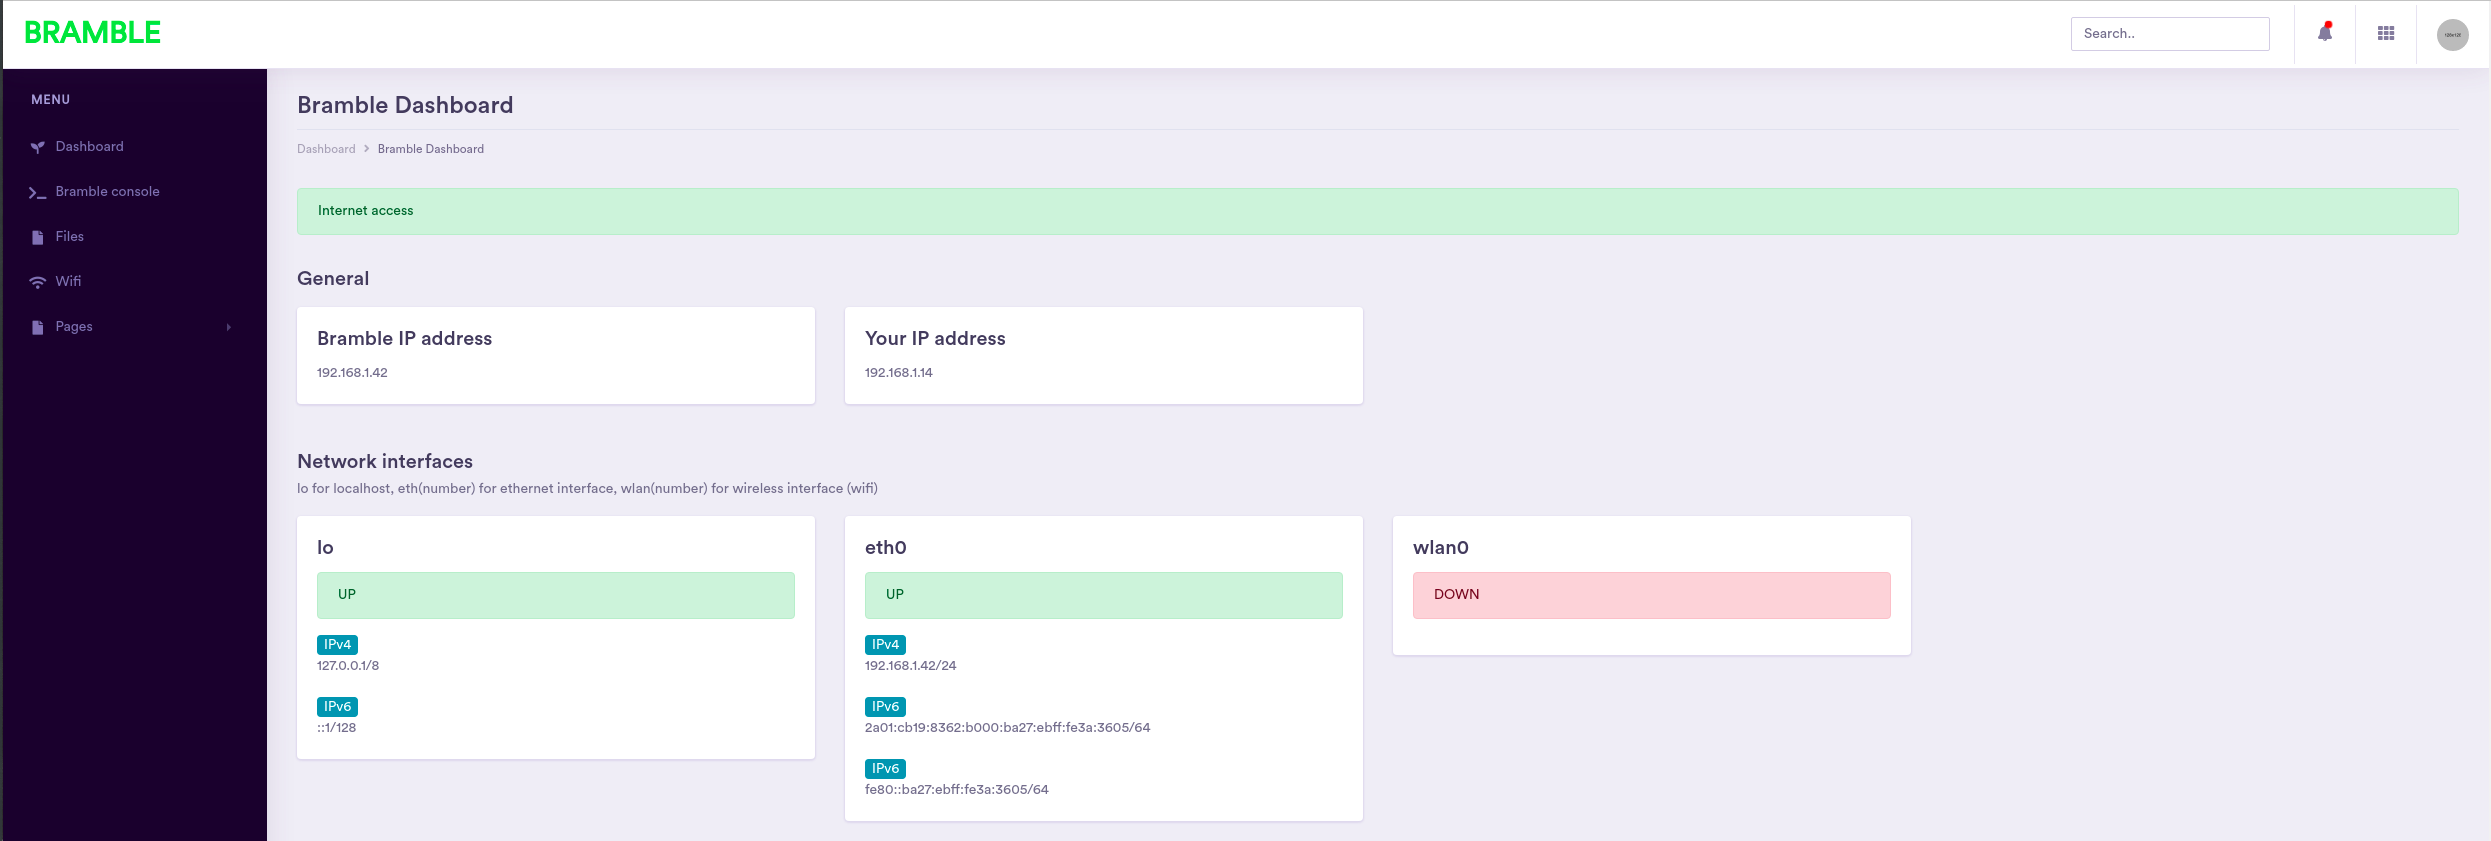 BRAMBLE
Search..
MENU
Dashboard
Bramble console
Files
Wifi
Pages
Bramble Dashboard
Dashboard > Bramble Dashboard
Internet access
General
Bramble IP address
192.168.1.42
Your IP address
192.168.1.14
Network interfaces
lo for localhost, eth(number) for ethernet interface, wlan(number) for wireless interface (wifi)
lo
UP
IPv4
127.0.0.1/8
IPv6
::1/128
eth0
UP
IPv4
192.168.1.42/24
IPv6
2a01:cb19:8362:b000:ba27:ebff:fe3a:3605/64
IPv6
fe80::ba27:ebff:fe3a:3605/64
wlan0
DOWN